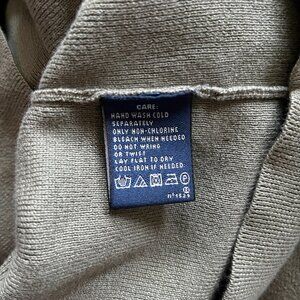 CARE:
HAND WASH COLD
SEPARATELY
ONLY NON-CHLORINE
BLEACH WHEN NEEDED
DO NOT WRING
OR TWIST
LAY FLAT TO DRY
COOL IRON IF NEEDED